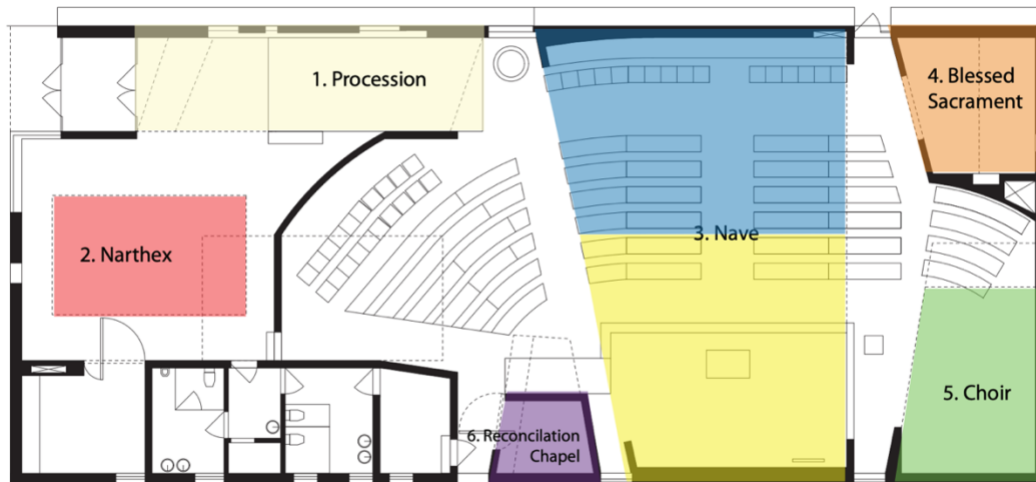 1. Procession
4. Blessed
Sacrament
2. Narthex
3. Nave
5. Choir
6. Reconcilation
Chapel